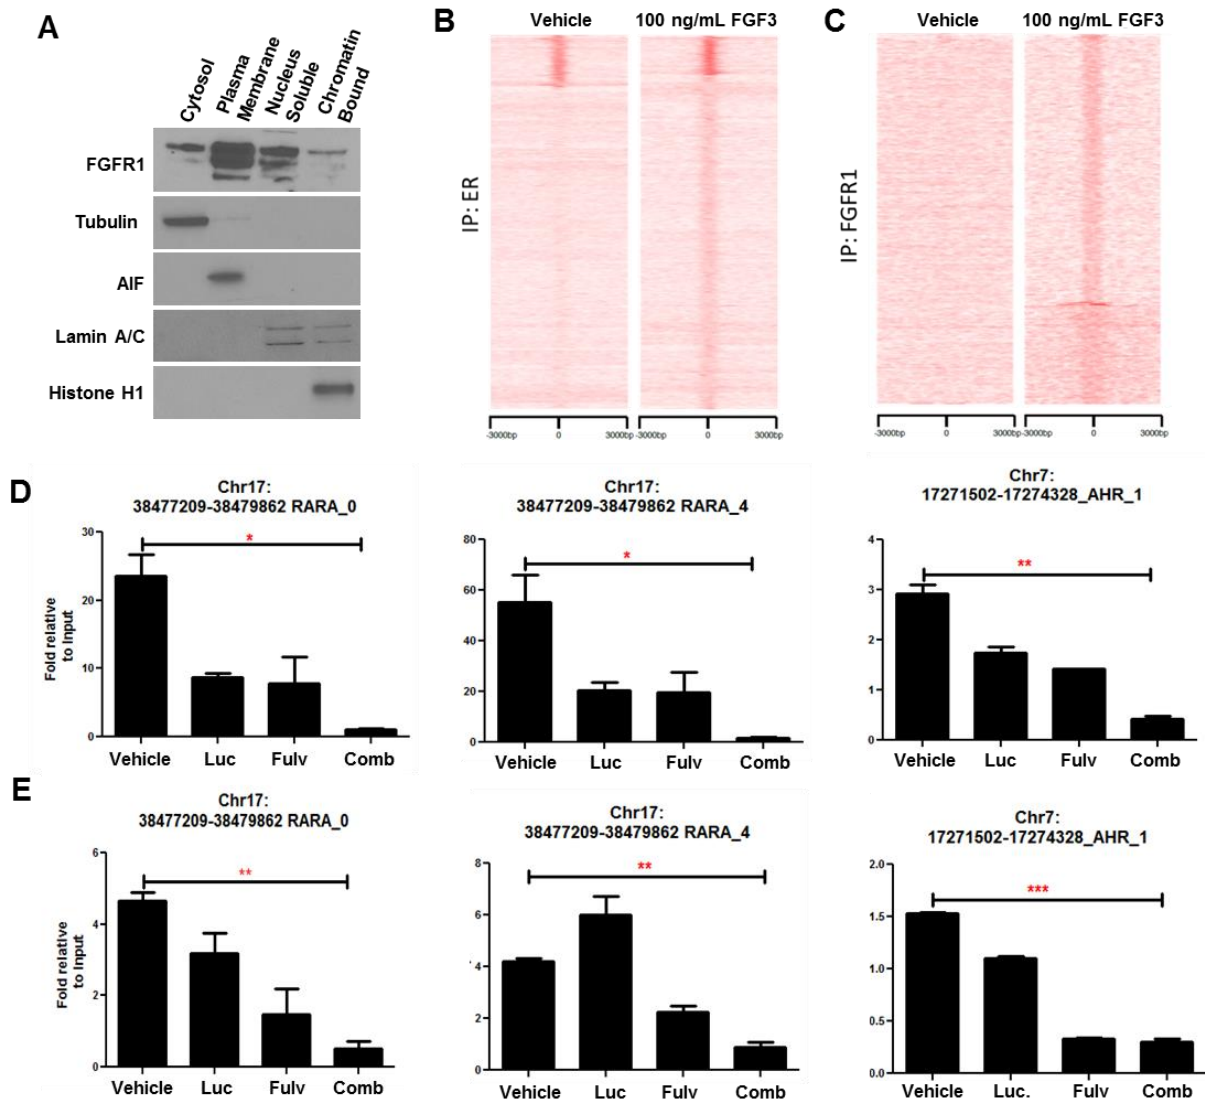 A
Cytosol
Plasma
Membrane
Nucleus
Soluble
Chromatin
Bound
FGFR1
Tubulin
AIF
Lamin A/C
Histone H1
B
Vehicle
100 ng/mL FGF3
IP: ER
-3000bp
0
3000bp
-3000bp
0
3000bp
C
Vehicle
100 ng/mL FGF3
IP: FGFR1
-3000bp
0
3000bp
-3000bp
0
3000bp
D
Chr17:
38477209-38479862 RARA_0
Fold relative
to Input
30
20
10
0
*
Vehicle Luc Fulv Comb
Chr17:
38477209-38479862 RARA_4
80
60
40
20
0
*
Vehicle Luc Fulv Comb
Chr7:
17271502-17274328_AHR_1
4
3
2
1
0
**
Vehicle Luc Fulv Comb
E
Chr17:
38477209-38479862 RARA_0
Fold relative
to Input
6
4
2
0
**
Vehicle Luc Fulv Comb
Chr17:
38477209-38479862 RARA_4
8
6
4
2
0
**
Vehicle Luc Fulv Comb
Chr7:
17271502-17274328_AHR_1
2.0
1.5
1.0
0.5
0.0
***
Vehicle Luc. Fulv Comb